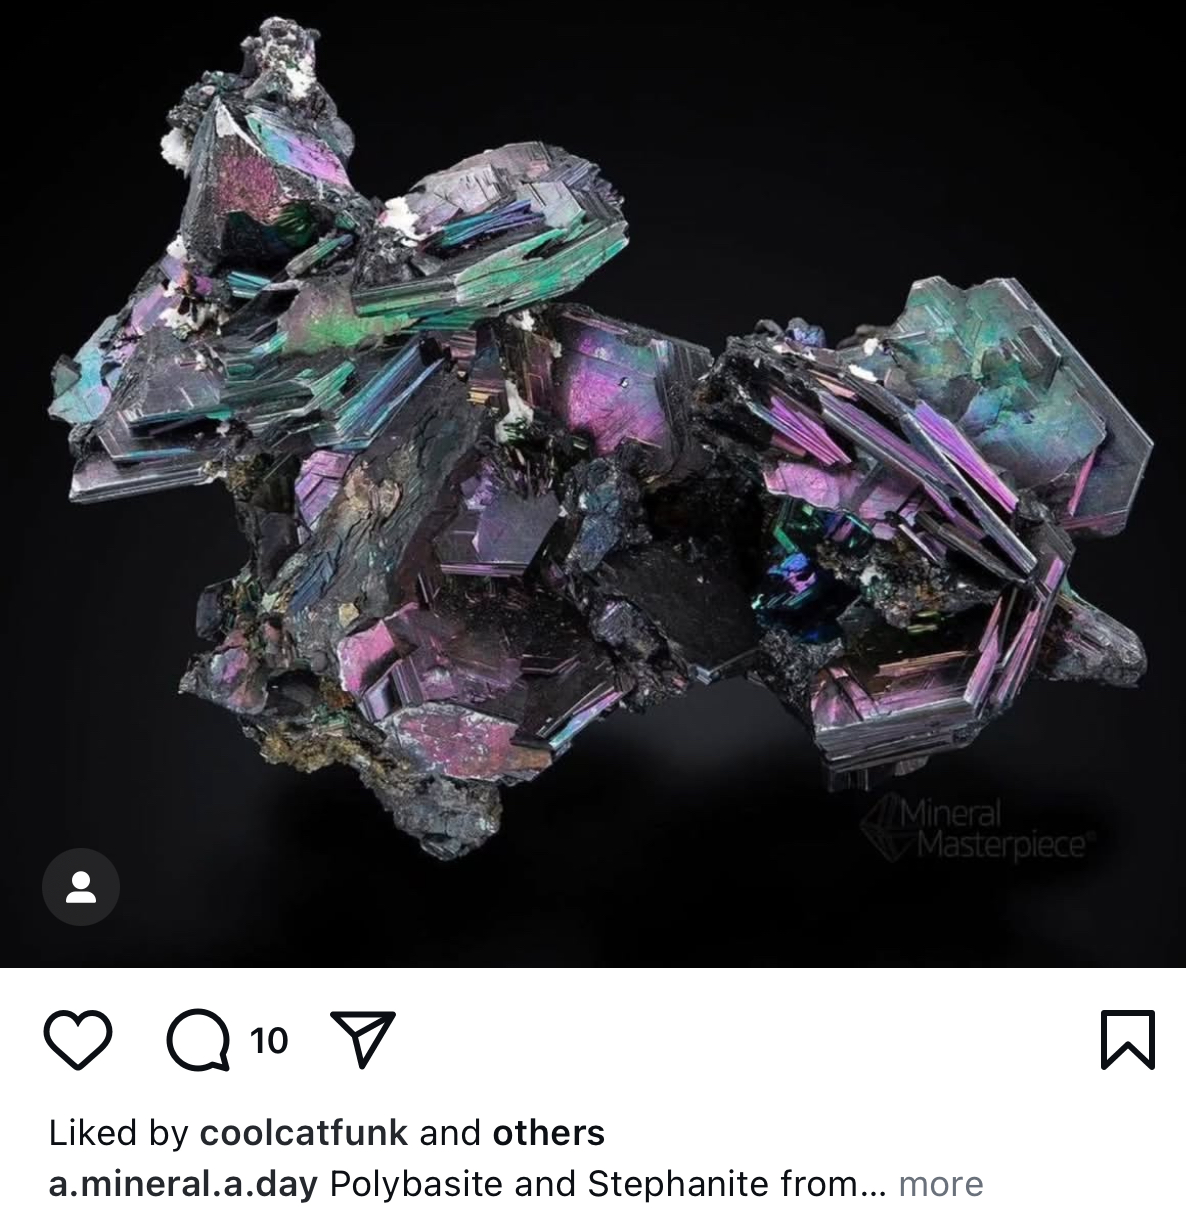 Mineral
Masterpiece®
10
Liked by coolcatfunk and others
a.mineral.a.day Polybasite and Stephanite from... more